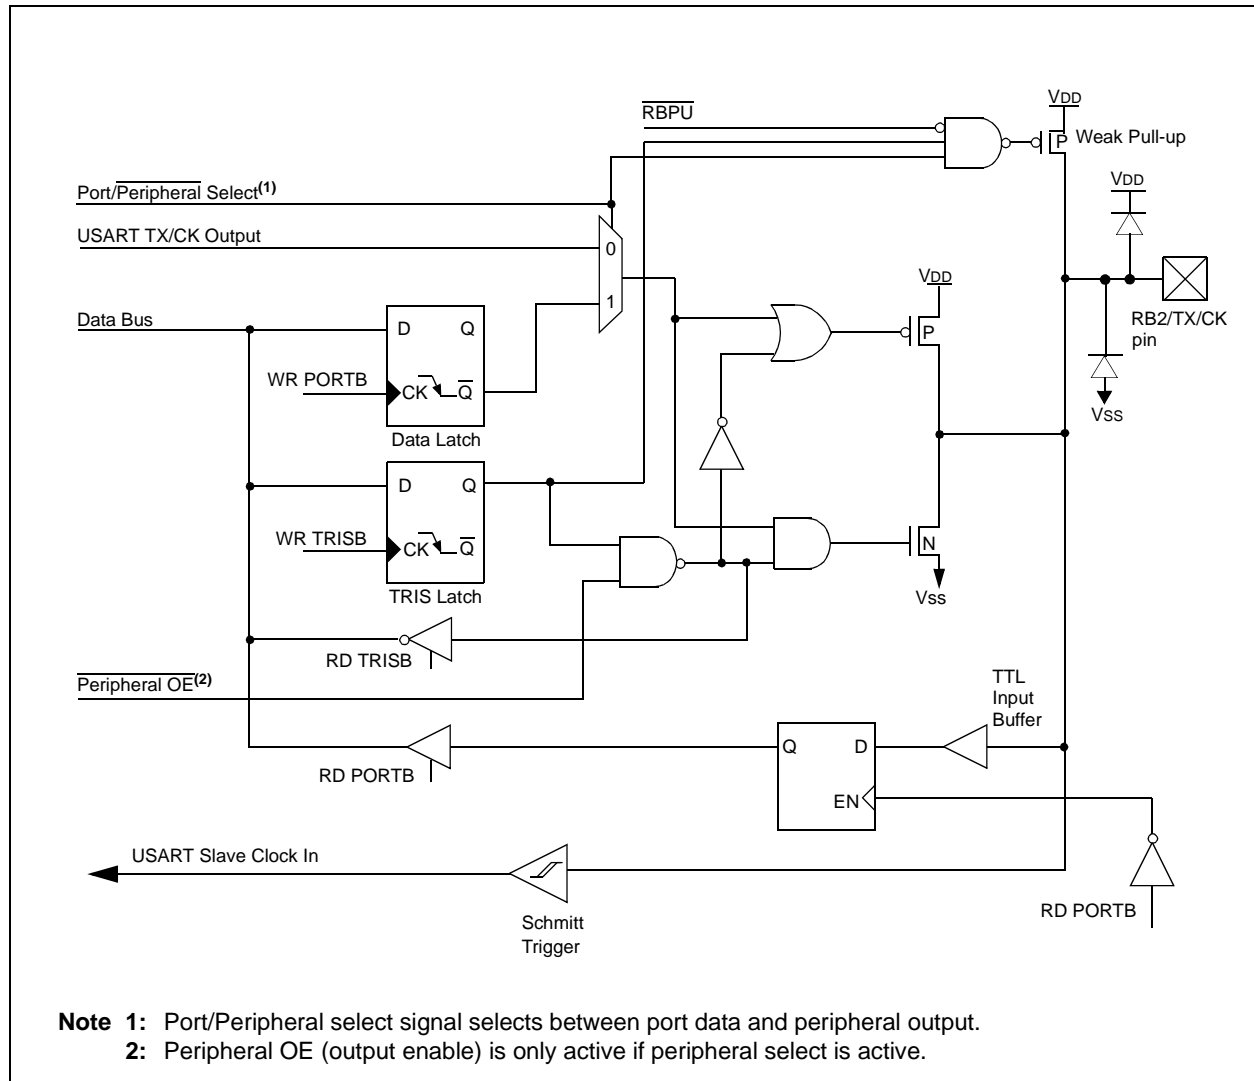 VDD
RBPU
P Weak Pull-up
Port/Peripheral Select(1)
VDD
USART TX/CK Output
0
VDD
1
Data Bus
D Q
P
RB2/TX/CK
pin
WR PORTB
CK Q
Vss
Data Latch
D Q
WR TRISB
CK Q
N
TRIS Latch
Vss
RD TRISB
Peripheral OE(2)
TTL
Input
Buffer
Q D
RD PORTB
EN
USART Slave Clock In
Schmitt
Trigger
RD PORTB
Note 1: Port/Peripheral select signal selects between port data and peripheral output.
2: Peripheral OE (output enable) is only active if peripheral select is active.